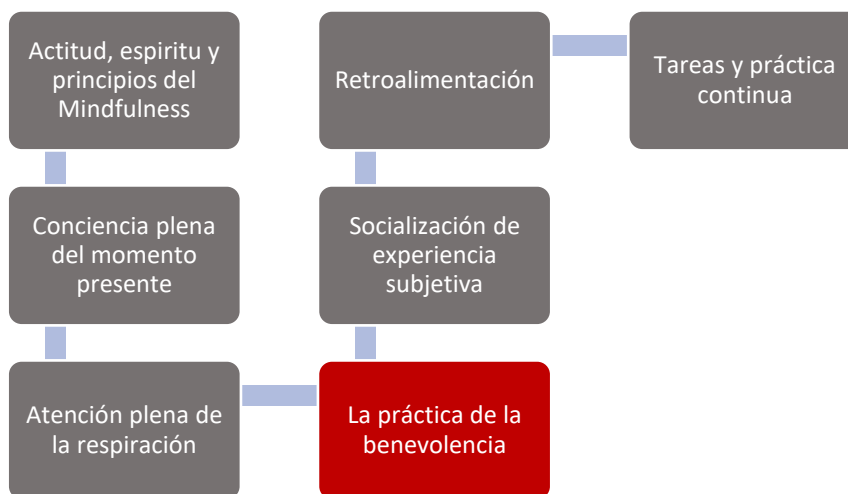 Actitud, espiritu y
principios del
Mindfulness
Conciencia plena
del momento
presente
Atención plena de
la respiración
La práctica de la
benevolencia
Socialización de
experiencia
subjetiva
Retroalimentación
Tareas y práctica
continua